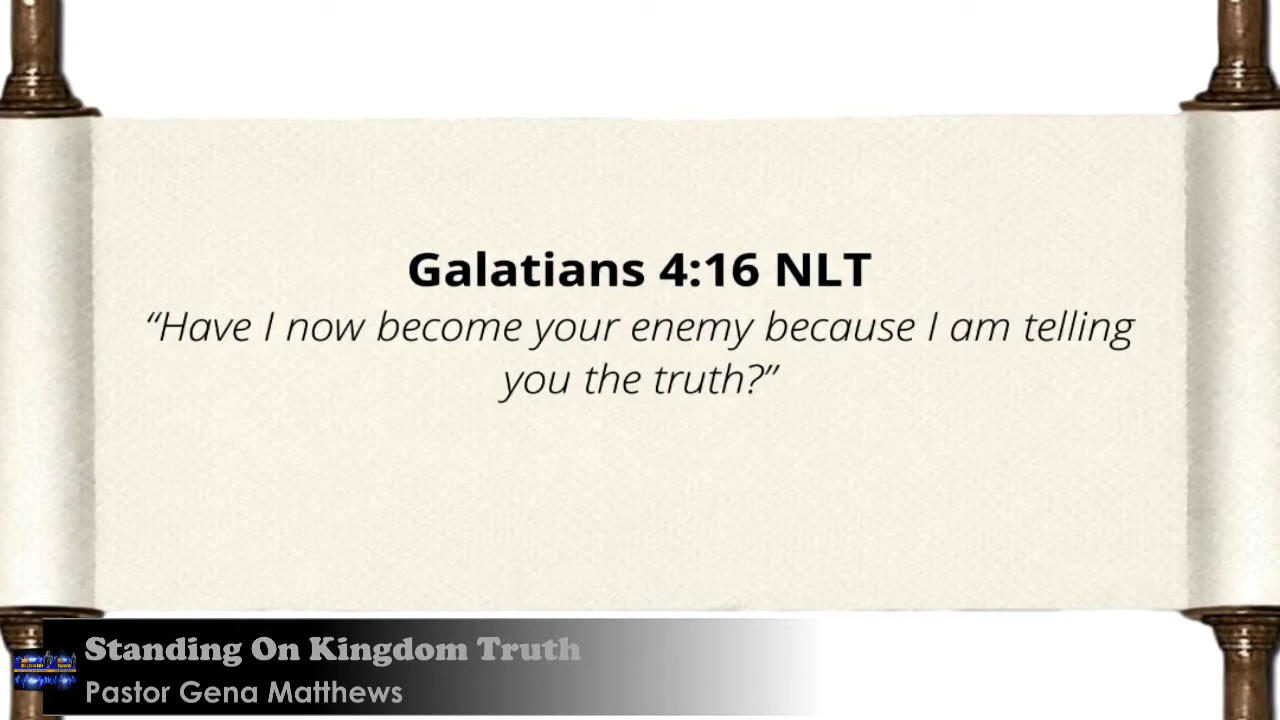 Galatians 4:16 NLT
“Have I now become your enemy because I am telling
you the truth?”
Standing On Kingdom Truth
Pastor Gena Matthews